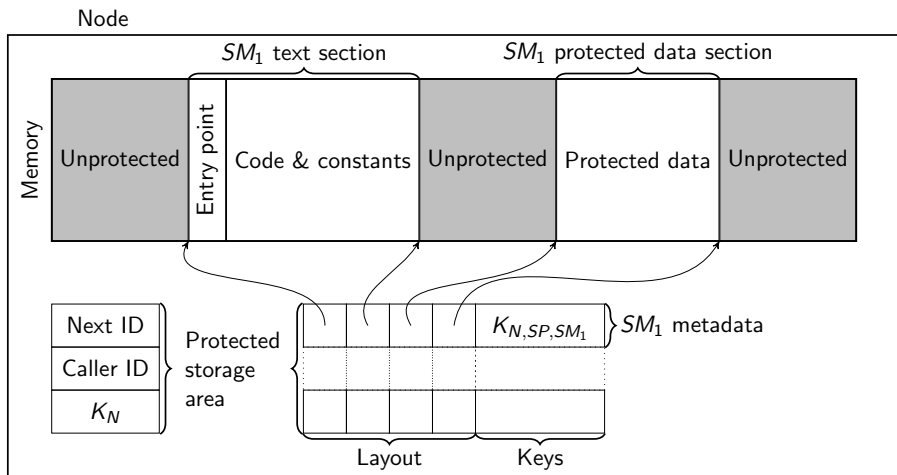 Node
SM₁ text section
SM₁ protected data section
Memory
Unprotected
Entry point
Code & constants
Unprotected
Protected data
Unprotected
Next ID
Caller ID
K_N
Protected
storage
area
K_{N,SP,SM₁}
SM₁ metadata
Layout
Keys